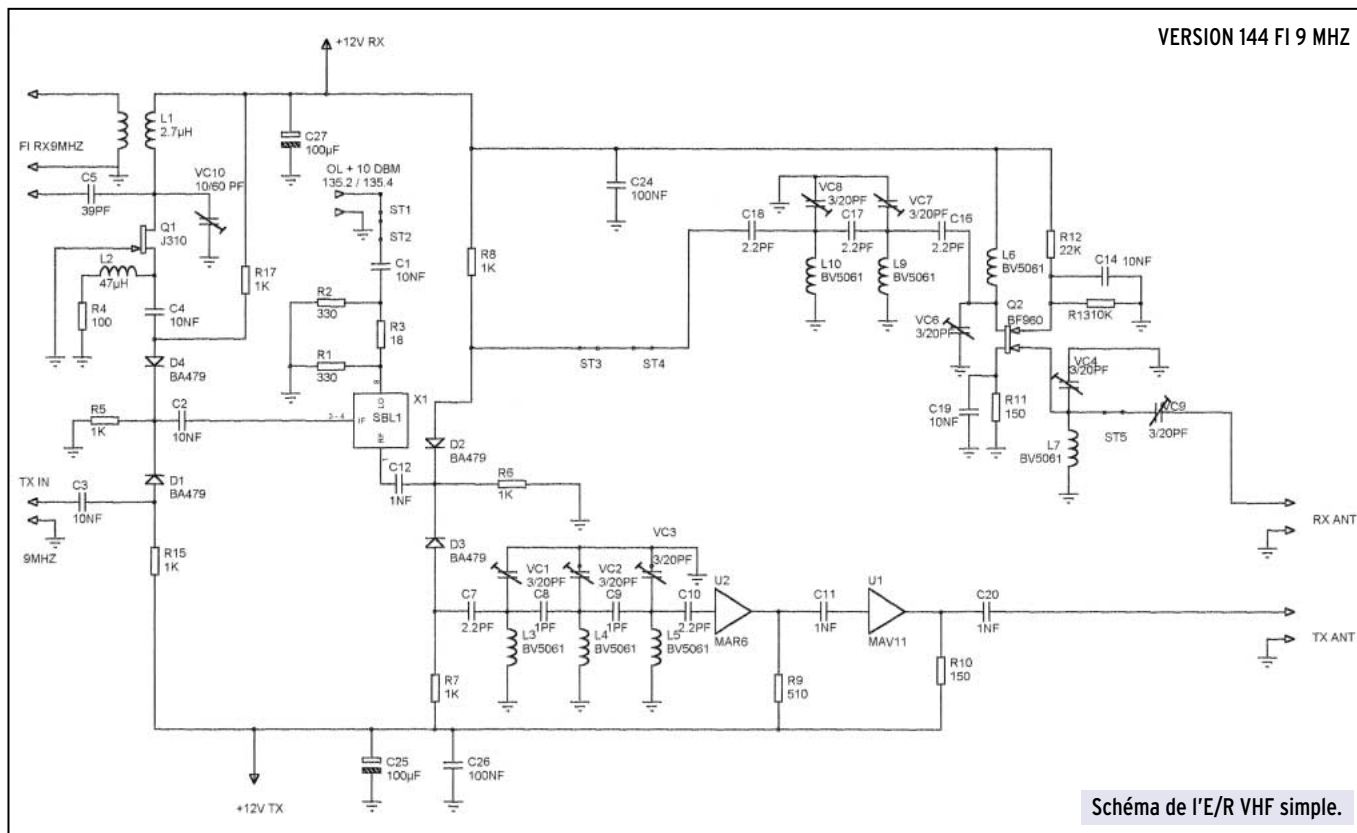 VERSION 144 FI 9 MHZ
+12V RX
L1
2.7µH
FI RX9MHZ
C27
100µF
C5
39PF
VC10
10/60 PF
OL + 10 DBM
135.2 / 135.4
ST1
ST2
C24
100NF
VC8
3/20PF
VC7
3/20PF
C18
2.2PF
C17
2.2PF
C16
2.2PF
Q1
J310
L2
47µH
R17
1K
C1
10NF
R8
1K
L10
BV5061
L9
BV5061
L6
BV5061
R12
22K
C14
10NF
R4
100
C4
10NF
R2
330
R3
18
Q2
BF960
R1310K
VC6
3/20PF
R1
330
ST3
ST4
VC4
3/20PF
D4
BA479
8
LO
X1
SBL1
IF
3-4
RF
1
R5
1K
C2
10NF
C19
10NF
R11
150
VC9
3/20PF
ST5
L7
BV5061
D2
BA479
C12
1NF
R6
1K
TX IN
C3
10NF
D1
BA479
9MHZ
RX ANT
R15
1K
D3
BA479
VC1
3/20PF
VC2
3/20PF
VC3
3/20PF
C7
2.2PF
C8
1PF
C9
1PF
C10
2.2PF
U2
MAR6
C11
1NF
U1
MAV11
C20
1NF
L3
BV5061
L4
BV5061
L5
BV5061
TX ANT
R7
1K
R9
510
R10
150
C25
100µF
C26
100NF
+12V TX
Schéma de l'E/R VHF simple.